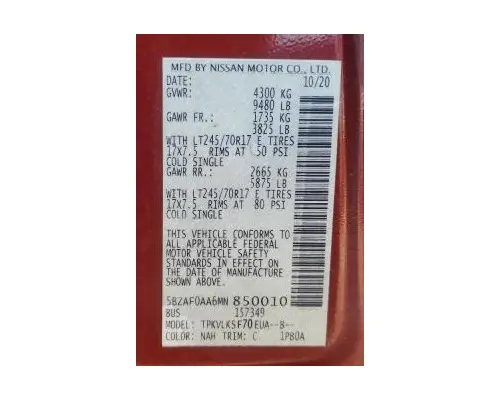 MFD BY NISSAN MOTOR CO., LTD.
DATE: 10/20
GVWR: 4300 KG
9480 LB
GAWR FR.: 1735 KG
3825 LB
WITH LT245/70R17 E TIRES
17X7.5 RIMS AT 50 PSI
COLD SINGLE
GAWR RR.: 2665 KG
5875 LB
WITH LT245/70R17 E TIRES
17X7.5 RIMS AT 80 PSI
COLD SINGLE
THIS VEHICLE CONFORMS TO
ALL APPLICABLE FEDERAL
MOTOR VEHICLE SAFETY
STANDARDS IN EFFECT
ON THE DATE OF
MANUFACTURE SHOWN ABOVE.
5BZAF0AA6MN850010
BUS 157349
MODEL: TPKVLKSF70EUA--B--
COLOR: NAH TRIM: C 1P80A